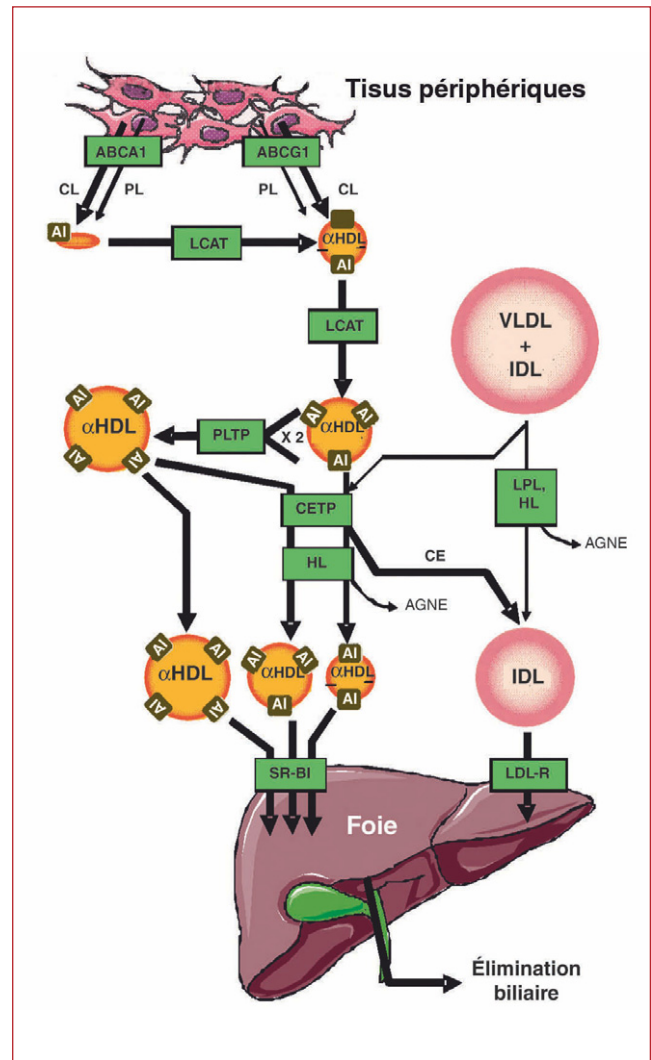 Tisus périphériques
ABCA1
ABCG1
CL
PL
PL
CL
AI
LCAT
αHDL
AI
LCAT
VLDL
+
IDL
AI
AI
αHDL
AI
AI
PLTP
X 2
AI
αHDL
AI
AI
CETP
LPL,
HL
AGNE
CE
HL
AGNE
AI
AI
αHDL
AI
AI
AI
αHDL
AI
AI
AI
αHDL
AI
IDL
SR-BI
LDL-R
Foie
Élimination
biliaire